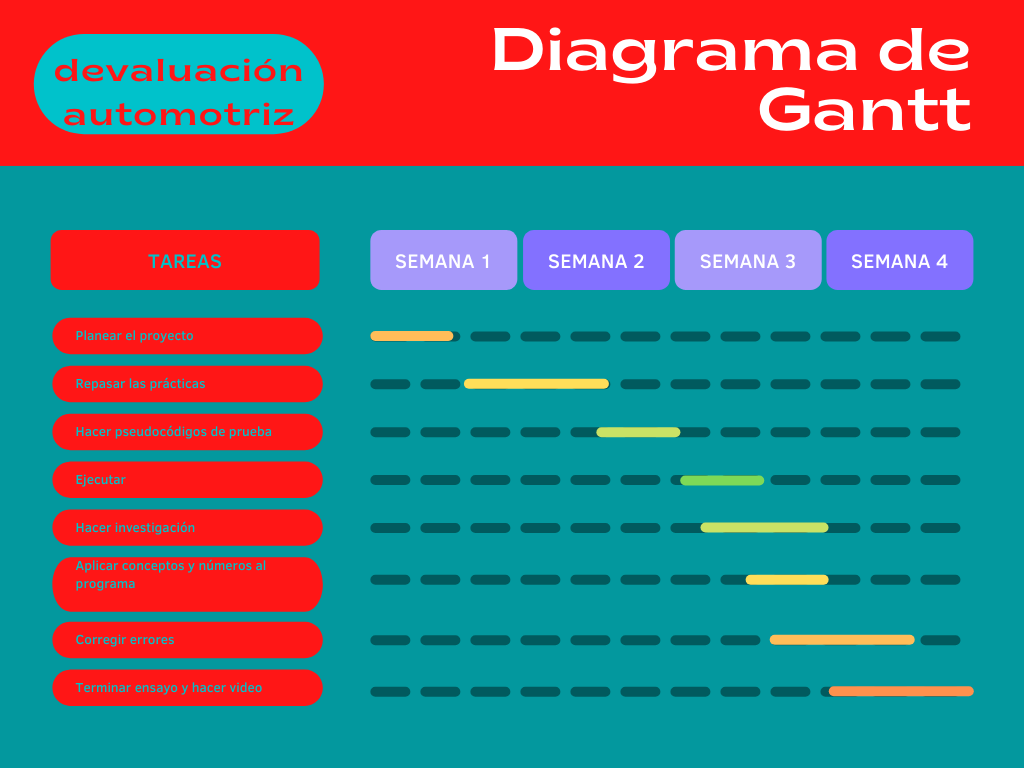 devaluación
automotriz
Diagrama de
Gantt
TAREAS
SEMANA 1
SEMANA 2
SEMANA 3
SEMANA 4
Planear el proyecto
Repasar las prácticas
Hacer pseudocódigos de prueba
Ejecutar
Hacer investigación
Aplicar conceptos y números al
programa
Corregir errores
Terminar ensayo y hacer video